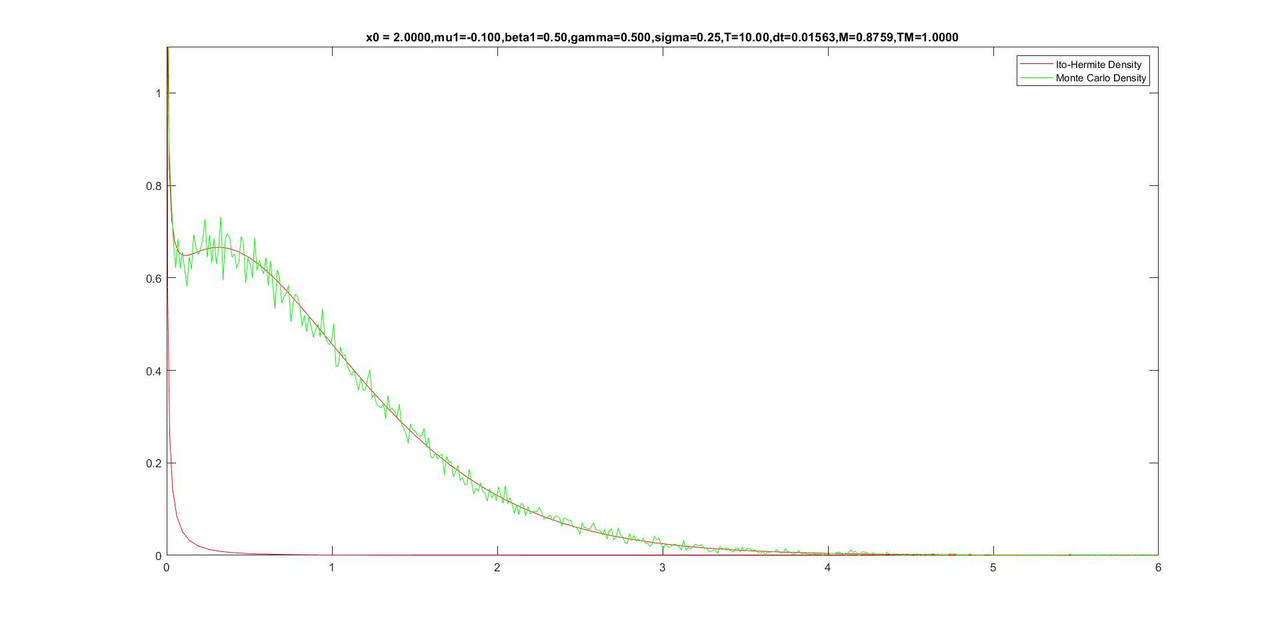 x0 = 2.0000,mu1=-0.100,beta1=0.50,gamma=0.500,sigma=0.25,T=10.00,dt=0.01563,M=0.8759,TM=1.0000
Ito-Hermite Density
Monte Carlo Density
1
0.8
0.6
0.4
0.2
0
0 1 2 3 4 5 6